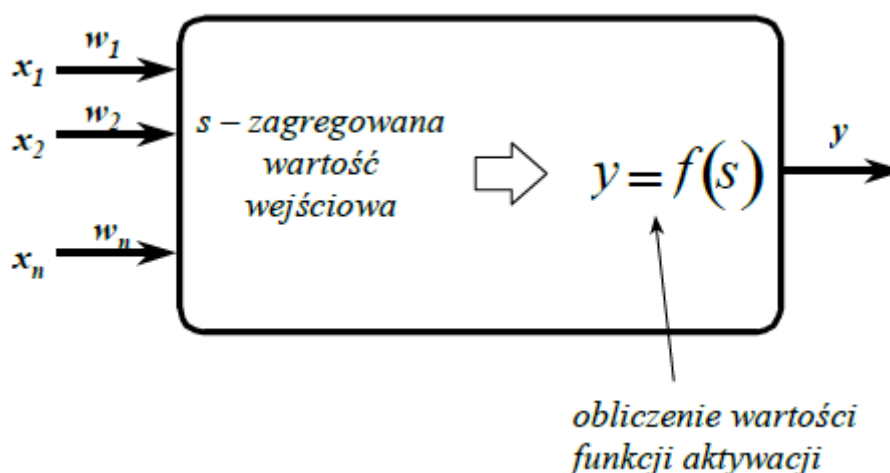 x₁ w₁
x₂ w₂
xₙ wₙ
s – zagregowana
wartość
wejściowa
y = f(s)
y
obliczenie wartości
funkcji aktywacji